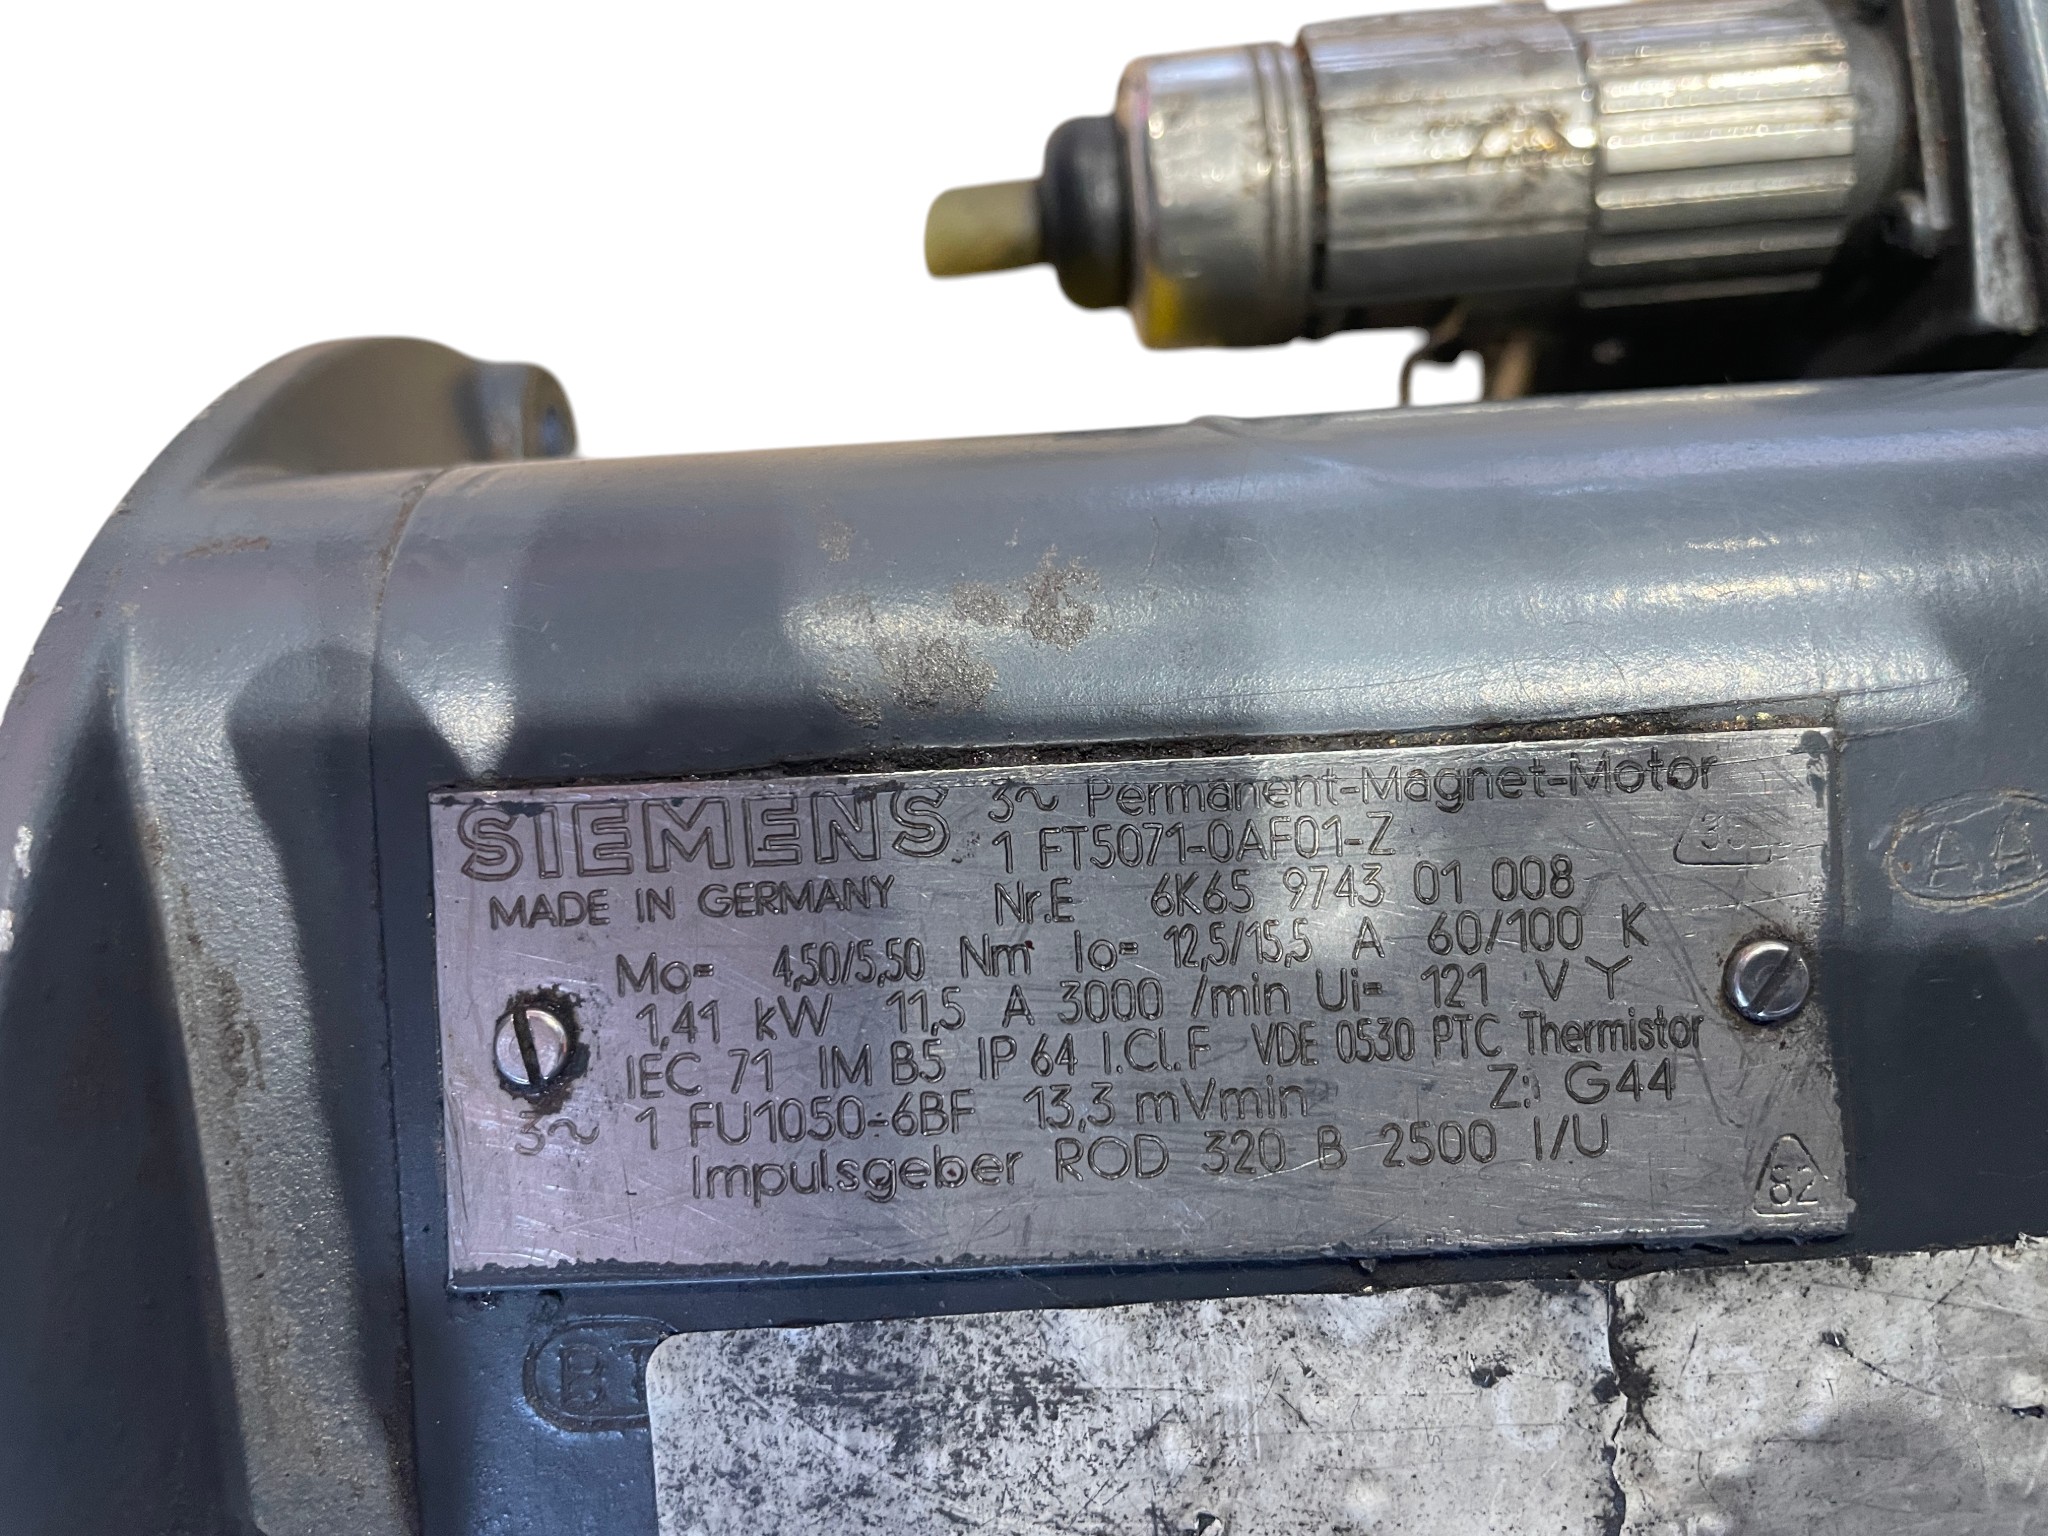 SIEMENS 3~ Permanent-Magnet-Motor
1 FT5071-0AF01-Z
MADE IN GERMANY Nr.E 6K65 9743 01 008
Mo= 4,50/5,50 Nm Io= 12,5/15,5 A 60/100 K
1,41 kW 11,5 A 3000 /min Ui= 121 V Y
IEC 71 IM B5 IP 64 I.Cl.F VDE 0530 PTC Thermistor
3~ 1 FU1050-6BF 13,3 mVmin Z: G44
Impulsgeber ROD 320 B 2500 I/U
82
AA